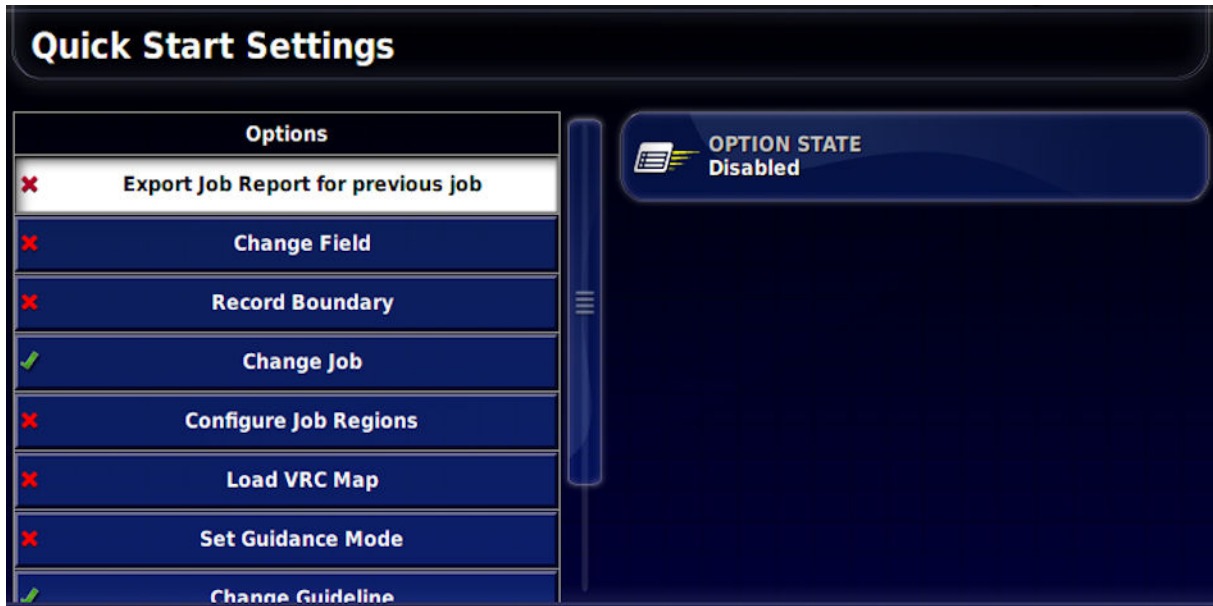 Quick Start Settings
Options
Export Job Report for previous job
Change Field
Record Boundary
Change Job
Configure Job Regions
Load VRC Map
Set Guidance Mode
Change Guideline
OPTION STATE
Disabled